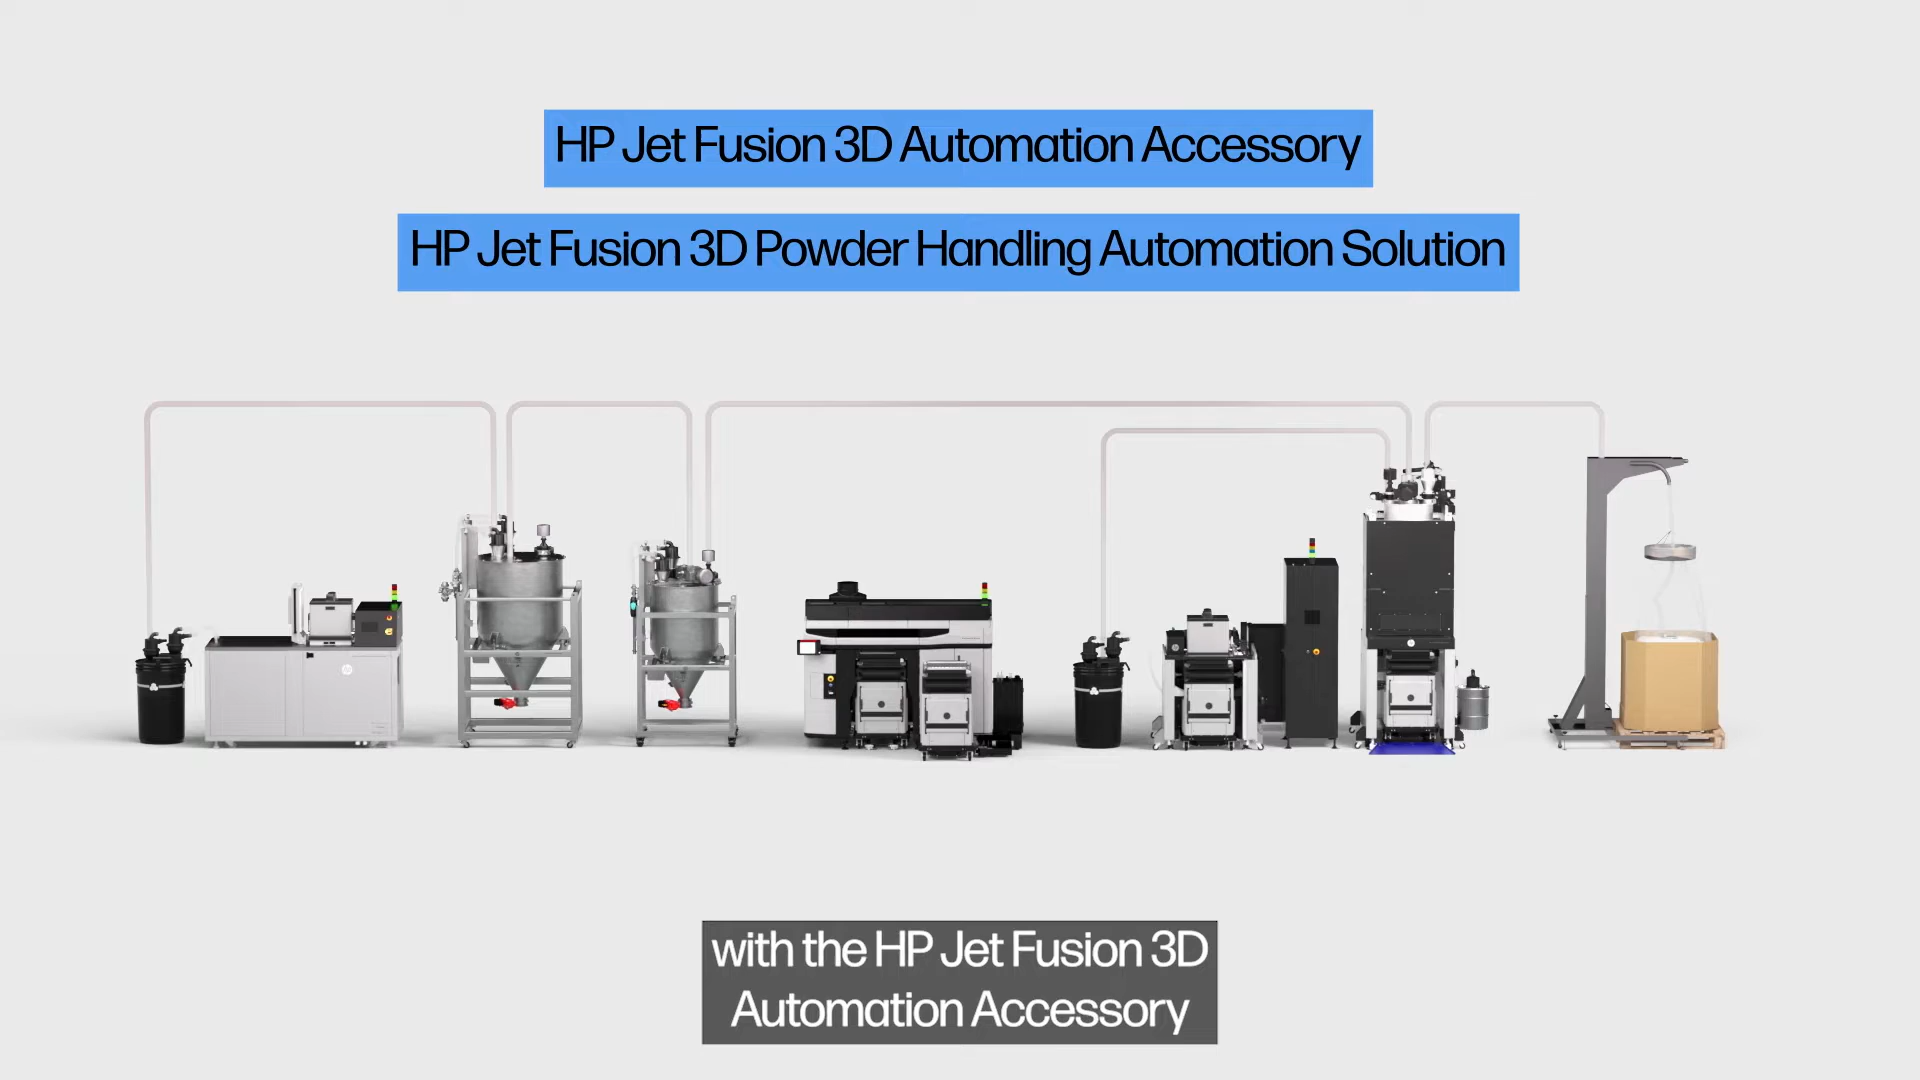 HP Jet Fusion 3D Automation Accessory
HP Jet Fusion 3D Powder Handling Automation Solution
with the HP Jet Fusion 3D
Automation Accessory